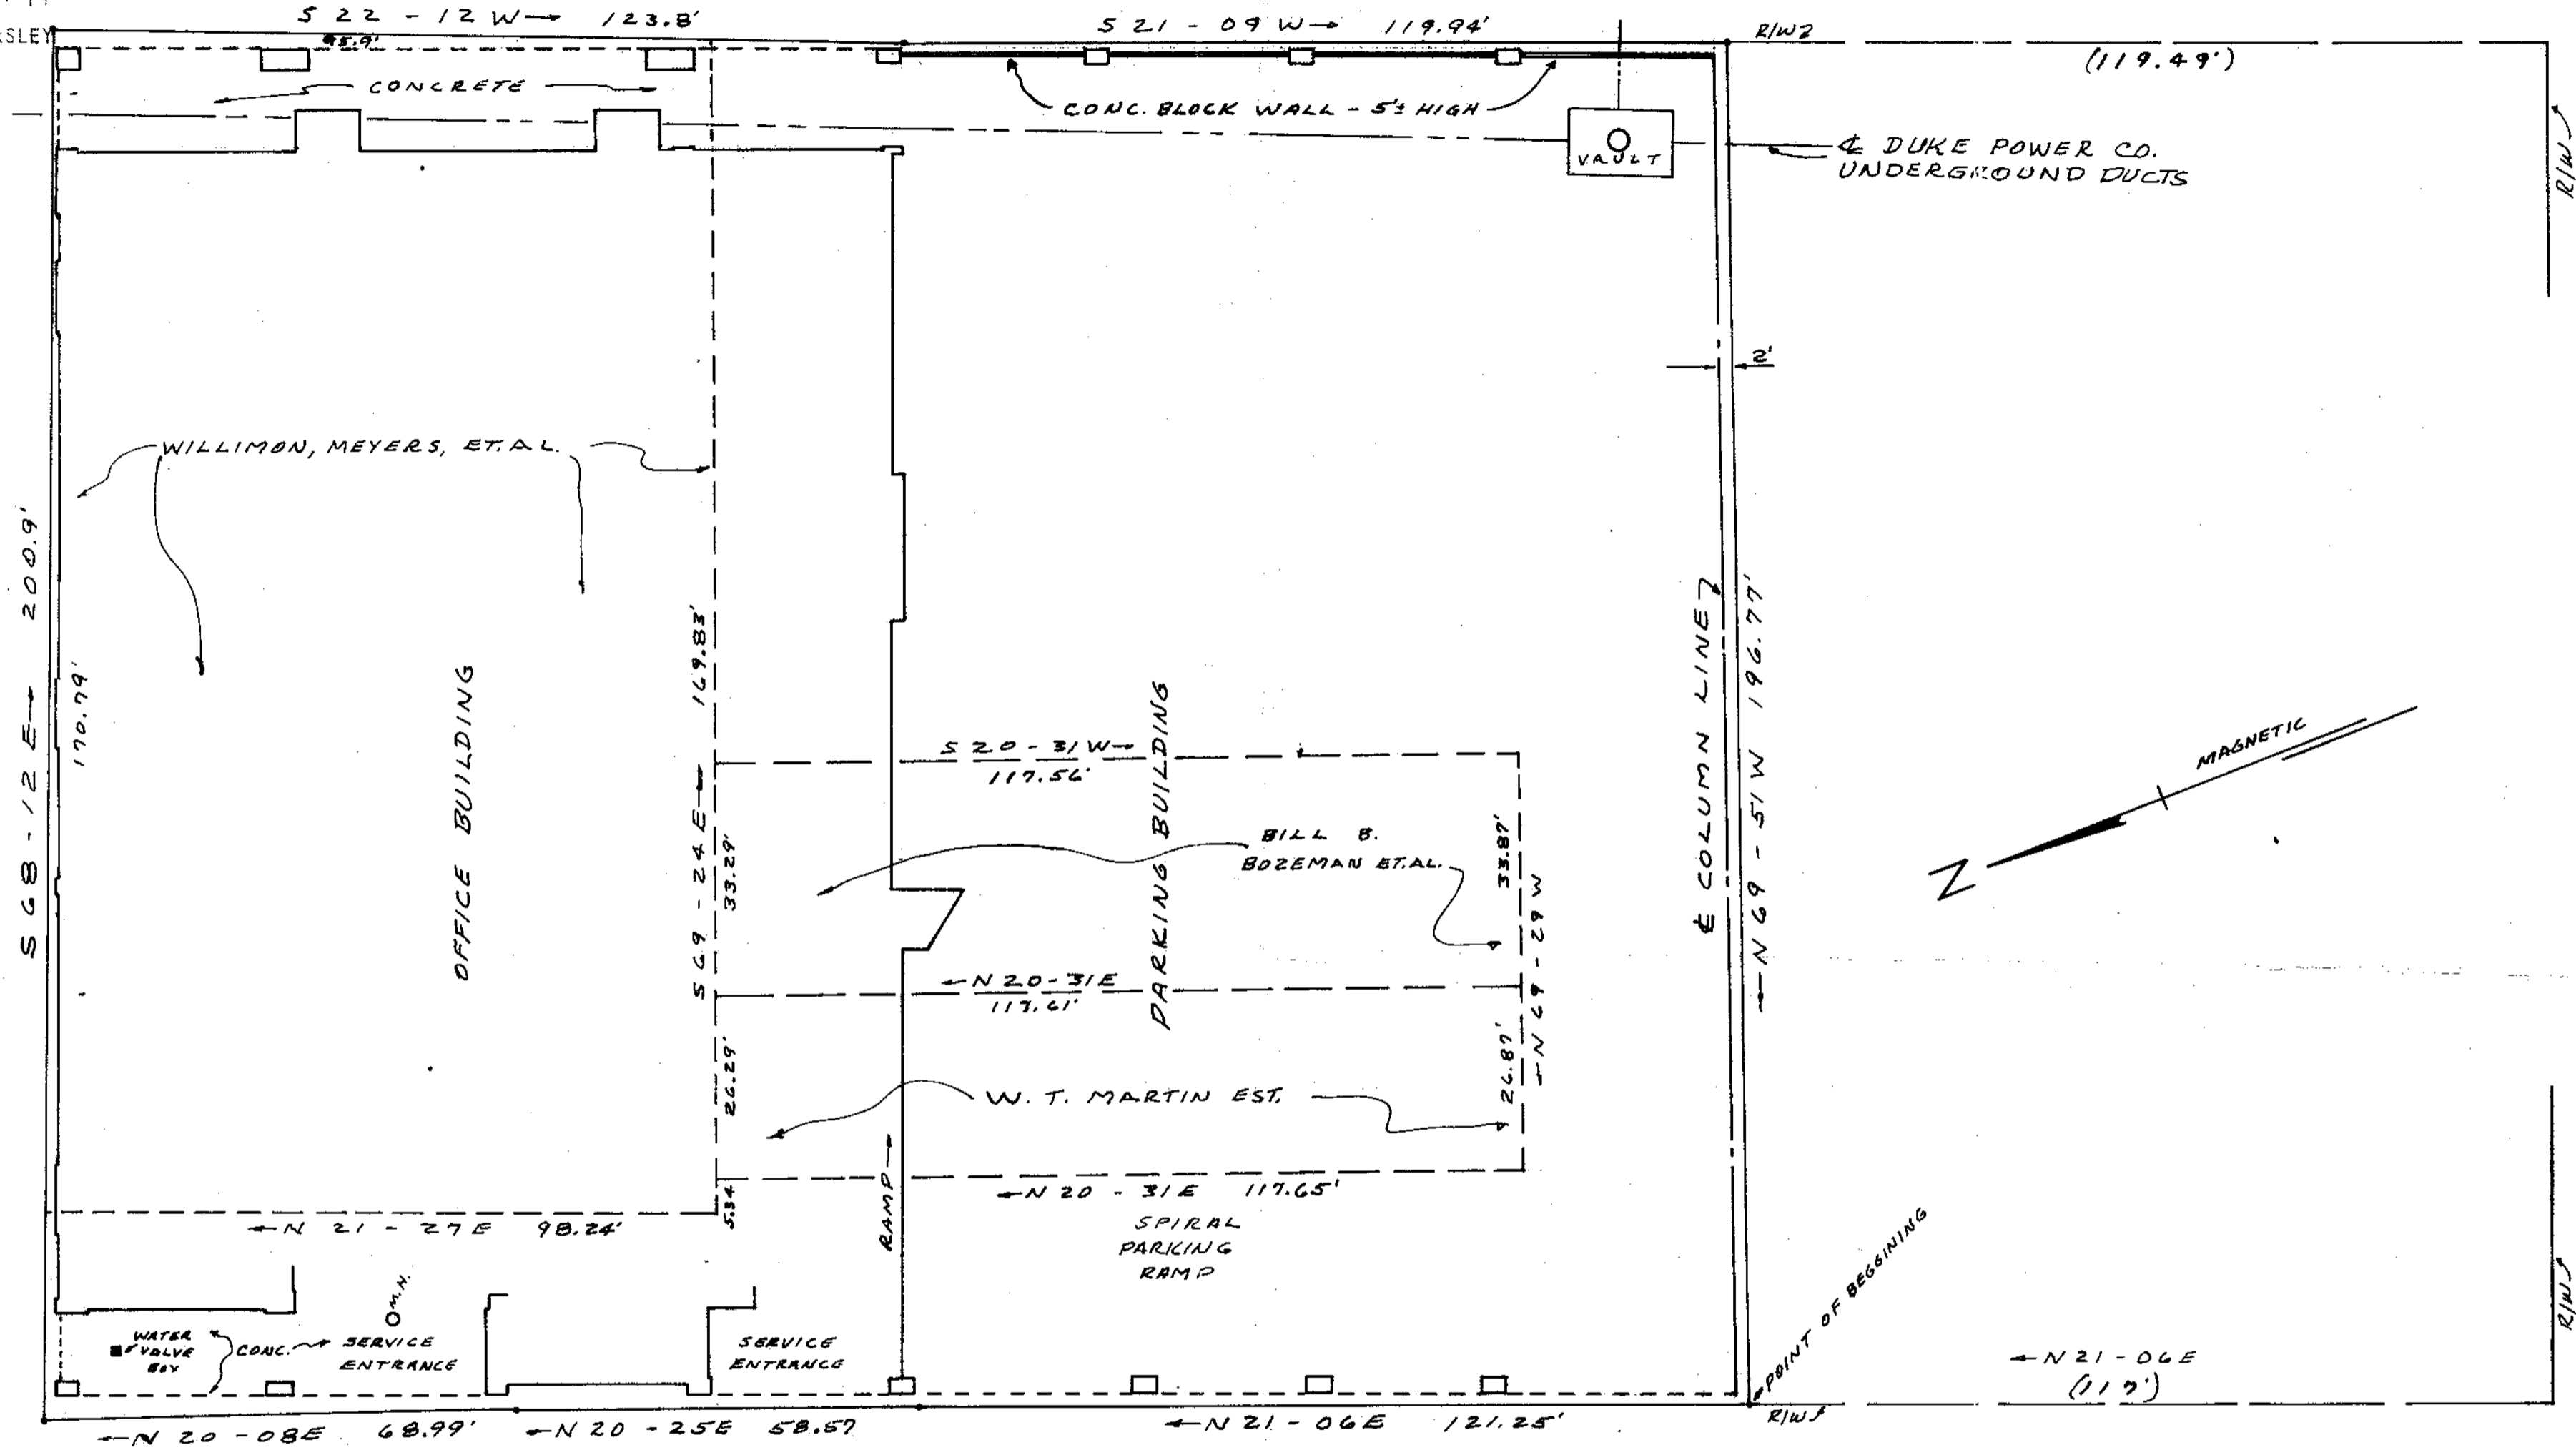 S 22 - 12 W → 123.8'
S 21 - 09 W → 119.94'
R/W
(119.49')
SLEY
95.9'
CONCRETE
CONC. BLOCK WALL - 5'± HIGH
VAULT
℄ DUKE POWER CO.
UNDERGROUND DUCTS
R/W
2'
WILLIMON, MEYERS, ET.AL.
S 68 - 12 E → 200.9'
170.79'
OFFICE BUILDING
S 69 - 24 E → 169.83'
33.29'
26.29'
5.34
S 20 - 31 W →
117.56'
PARKING BUILDING
BILL B.
BOZEMAN ET.AL.
33.87'
26.87'
← N 69 - 29 W
← N 20 - 31 E
117.61'
W. T. MARTIN EST.
← N 20 - 31 E 117.65'
℄ COLUMN LINE
← N 69 - 51 W 196.77'
MAGNETIC
N
← N 21 - 27 E 98.24'
RAMP →
SPIRAL
PARKING
RAMP
M.H.
WATER
VALVE
BOX
CONC.
SERVICE
ENTRANCE
SERVICE
ENTRANCE
POINT OF BEGGINING
← N 21 - 06 E
(117')
R/W
R/W
← N 20 - 08 E 68.99'
← N 20 - 25 E 58.57
← N 21 - 06 E 121.25'